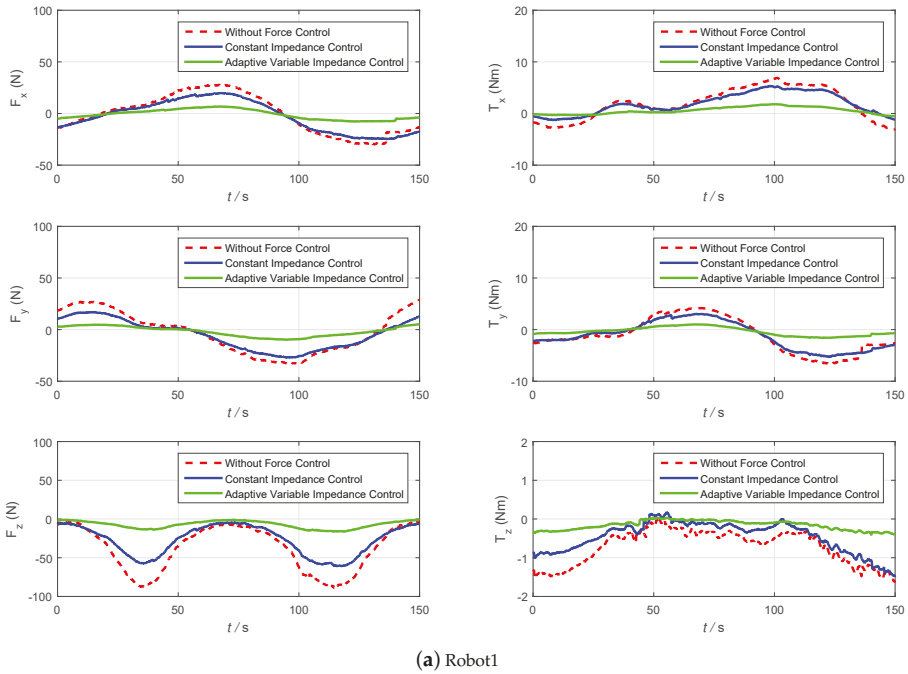 100
50
0
-50
F x (N)
Without Force Control
Constant Impedance Control
Adaptive Variable Impedance Control
0 50 100 150
t / s
20
10
0
-10
T x (Nm)
Without Force Control
Constant Impedance Control
Adaptive Variable Impedance Control
0 50 100 150
t / s
100
50
0
-50
F y (N)
Without Force Control
Constant Impedance Control
Adaptive Variable Impedance Control
0 50 100 150
t / s
20
10
0
-10
T y (Nm)
Without Force Control
Constant Impedance Control
Adaptive Variable Impedance Control
0 50 100 150
t / s
100
50
0
-50
-100
F z (N)
Without Force Control
Constant Impedance Control
Adaptive Variable Impedance Control
0 50 100 150
t / s
2
1
0
-1
-2
T z (Nm)
Without Force Control
Constant Impedance Control
Adaptive Variable Impedance Control
0 50 100 150
t / s
(a) Robot1